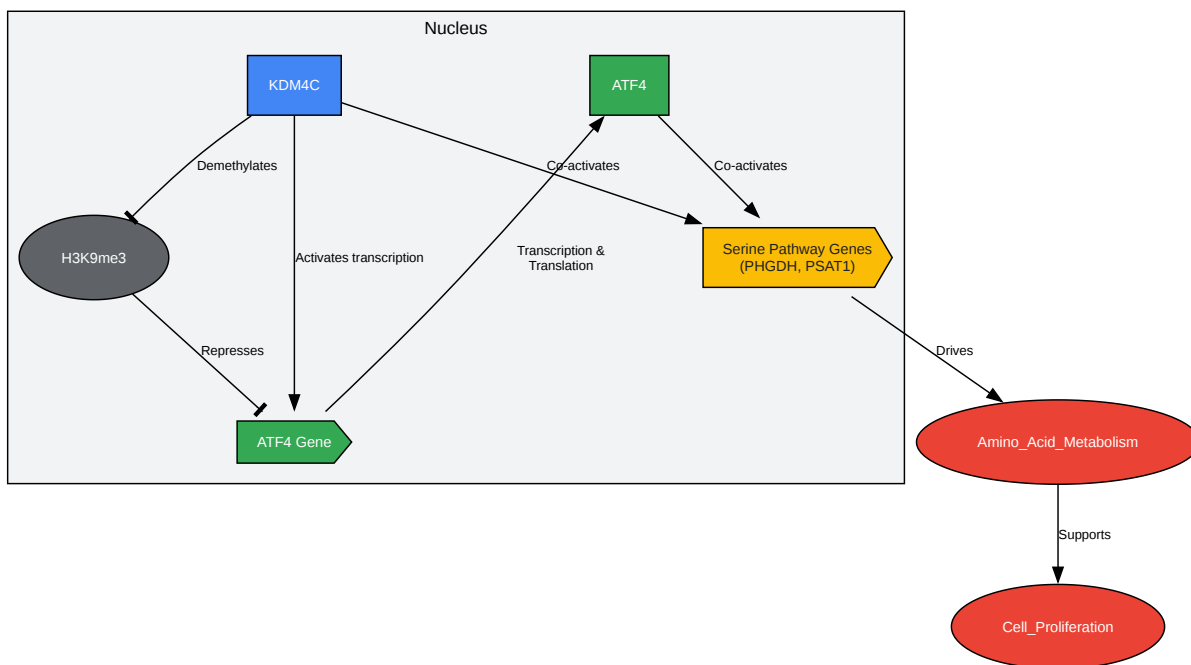 Nucleus
KDM4C
ATF4
Demethylates
Co-activates
Co-activates
H3K9me3
Activates transcription
Transcription &
Translation
Serine Pathway Genes
(PHGDH, PSAT1)
Represses
Drives
ATF4 Gene
Amino_Acid_Metabolism
Supports
Cell_Proliferation